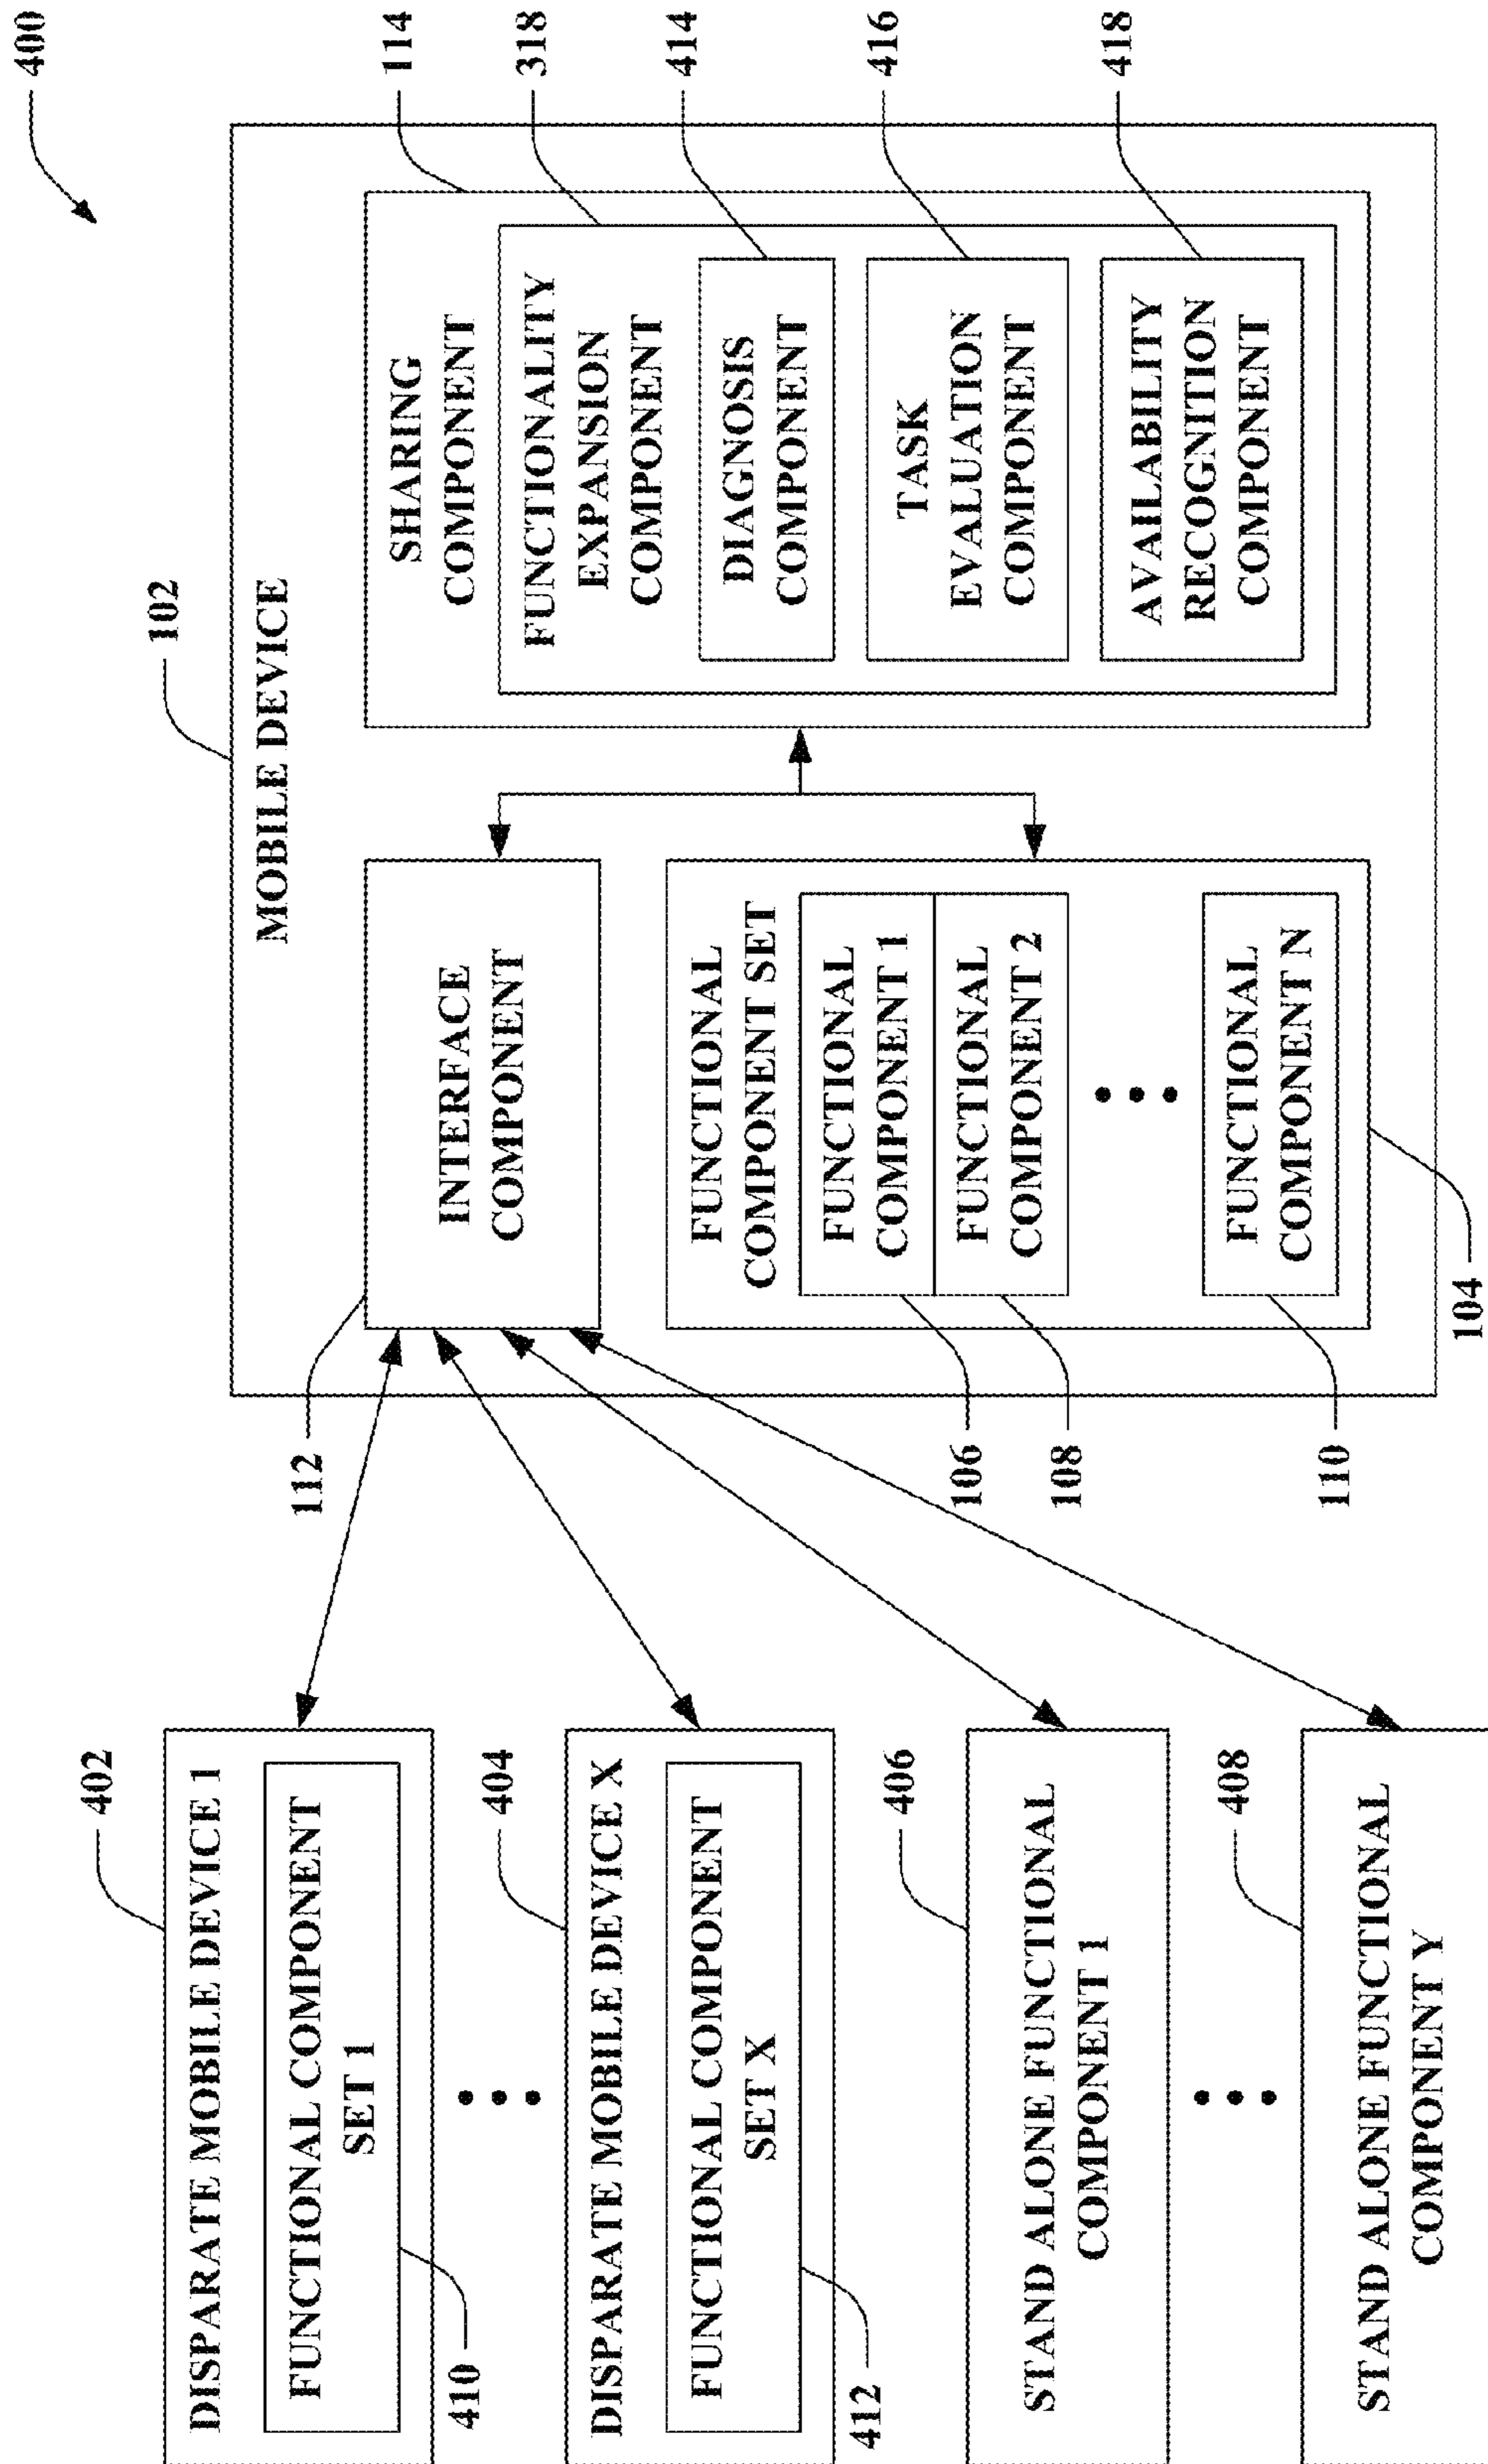 400
402
DISPARATE MOBILE DEVICE 1
FUNCTIONAL COMPONENT
SET 1
410
404
DISPARATE MOBILE DEVICE X
FUNCTIONAL COMPONENT
SET X
412
406
STAND ALONE FUNCTIONAL
COMPONENT 1
408
STAND ALONE FUNCTIONAL
COMPONENT Y
102
MOBILE DEVICE
112
INTERFACE
COMPONENT
FUNCTIONAL
COMPONENT SET
FUNCTIONAL
COMPONENT 1
FUNCTIONAL
COMPONENT 2
FUNCTIONAL
COMPONENT N
106
108
110
104
SHARING
COMPONENT
FUNCTIONALITY
EXPANSION
COMPONENT
DIAGNOSIS
COMPONENT
TASK
EVALUATION
COMPONENT
AVAILABILITY
RECOGNITION
COMPONENT
114
318
414
416
418